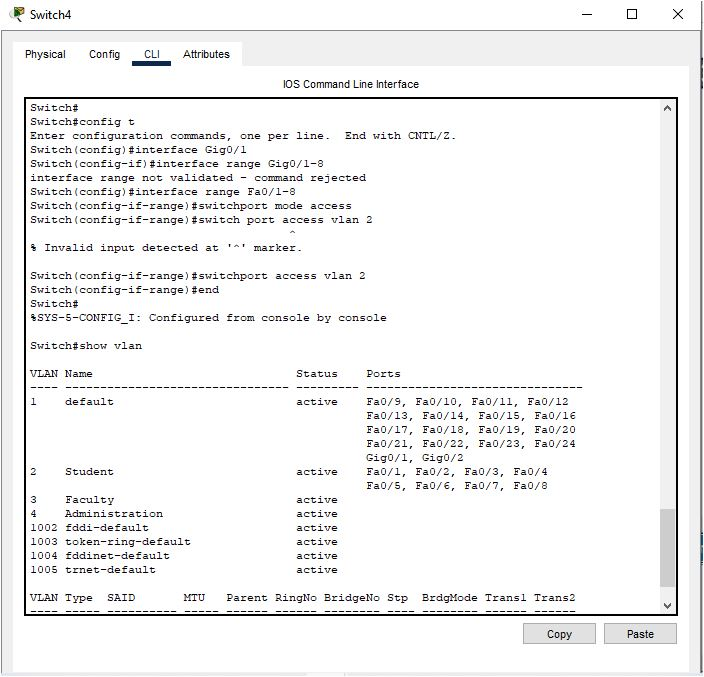 Switch4
Physical Config CLI Attributes
IOS Command Line Interface
Switch#
Switch#config t
Enter configuration commands, one per line.  End with CNTL/Z.
Switch(config)#interface Gig0/1
Switch(config-if)#interface range Gig0/1-8
interface range not validated - command rejected
Switch(config)#interface range Fa0/1-8
Switch(config-if-range)#switchport mode access
Switch(config-if-range)#switch port access vlan 2
                                     ^
% Invalid input detected at '^' marker.

Switch(config-if-range)#switchport access vlan 2
Switch(config-if-range)#end
Switch#
%SYS-5-CONFIG_I: Configured from console by console

Switch#show vlan

VLAN Name                             Status    Ports
---- -------------------------------- --------- -------------------------------
1    default                          active    Fa0/9, Fa0/10, Fa0/11, Fa0/12
                                                Fa0/13, Fa0/14, Fa0/15, Fa0/16
                                                Fa0/17, Fa0/18, Fa0/19, Fa0/20
                                                Fa0/21, Fa0/22, Fa0/23, Fa0/24
                                                Gig0/1, Gig0/2
2    Student                          active    Fa0/1, Fa0/2, Fa0/3, Fa0/4
                                                Fa0/5, Fa0/6, Fa0/7, Fa0/8
3    Faculty                          active
4    Administration                   active
1002 fddi-default                     active
1003 token-ring-default               active
1004 fddinet-default                  active
1005 trnet-default                    active

VLAN Type  SAID       MTU   Parent RingNo BridgeNo Stp  BrdgMode Trans1 Trans2
---- ----- ---------- ----- ------ ------ -------- ---- -------- ------ ------
Copy Paste